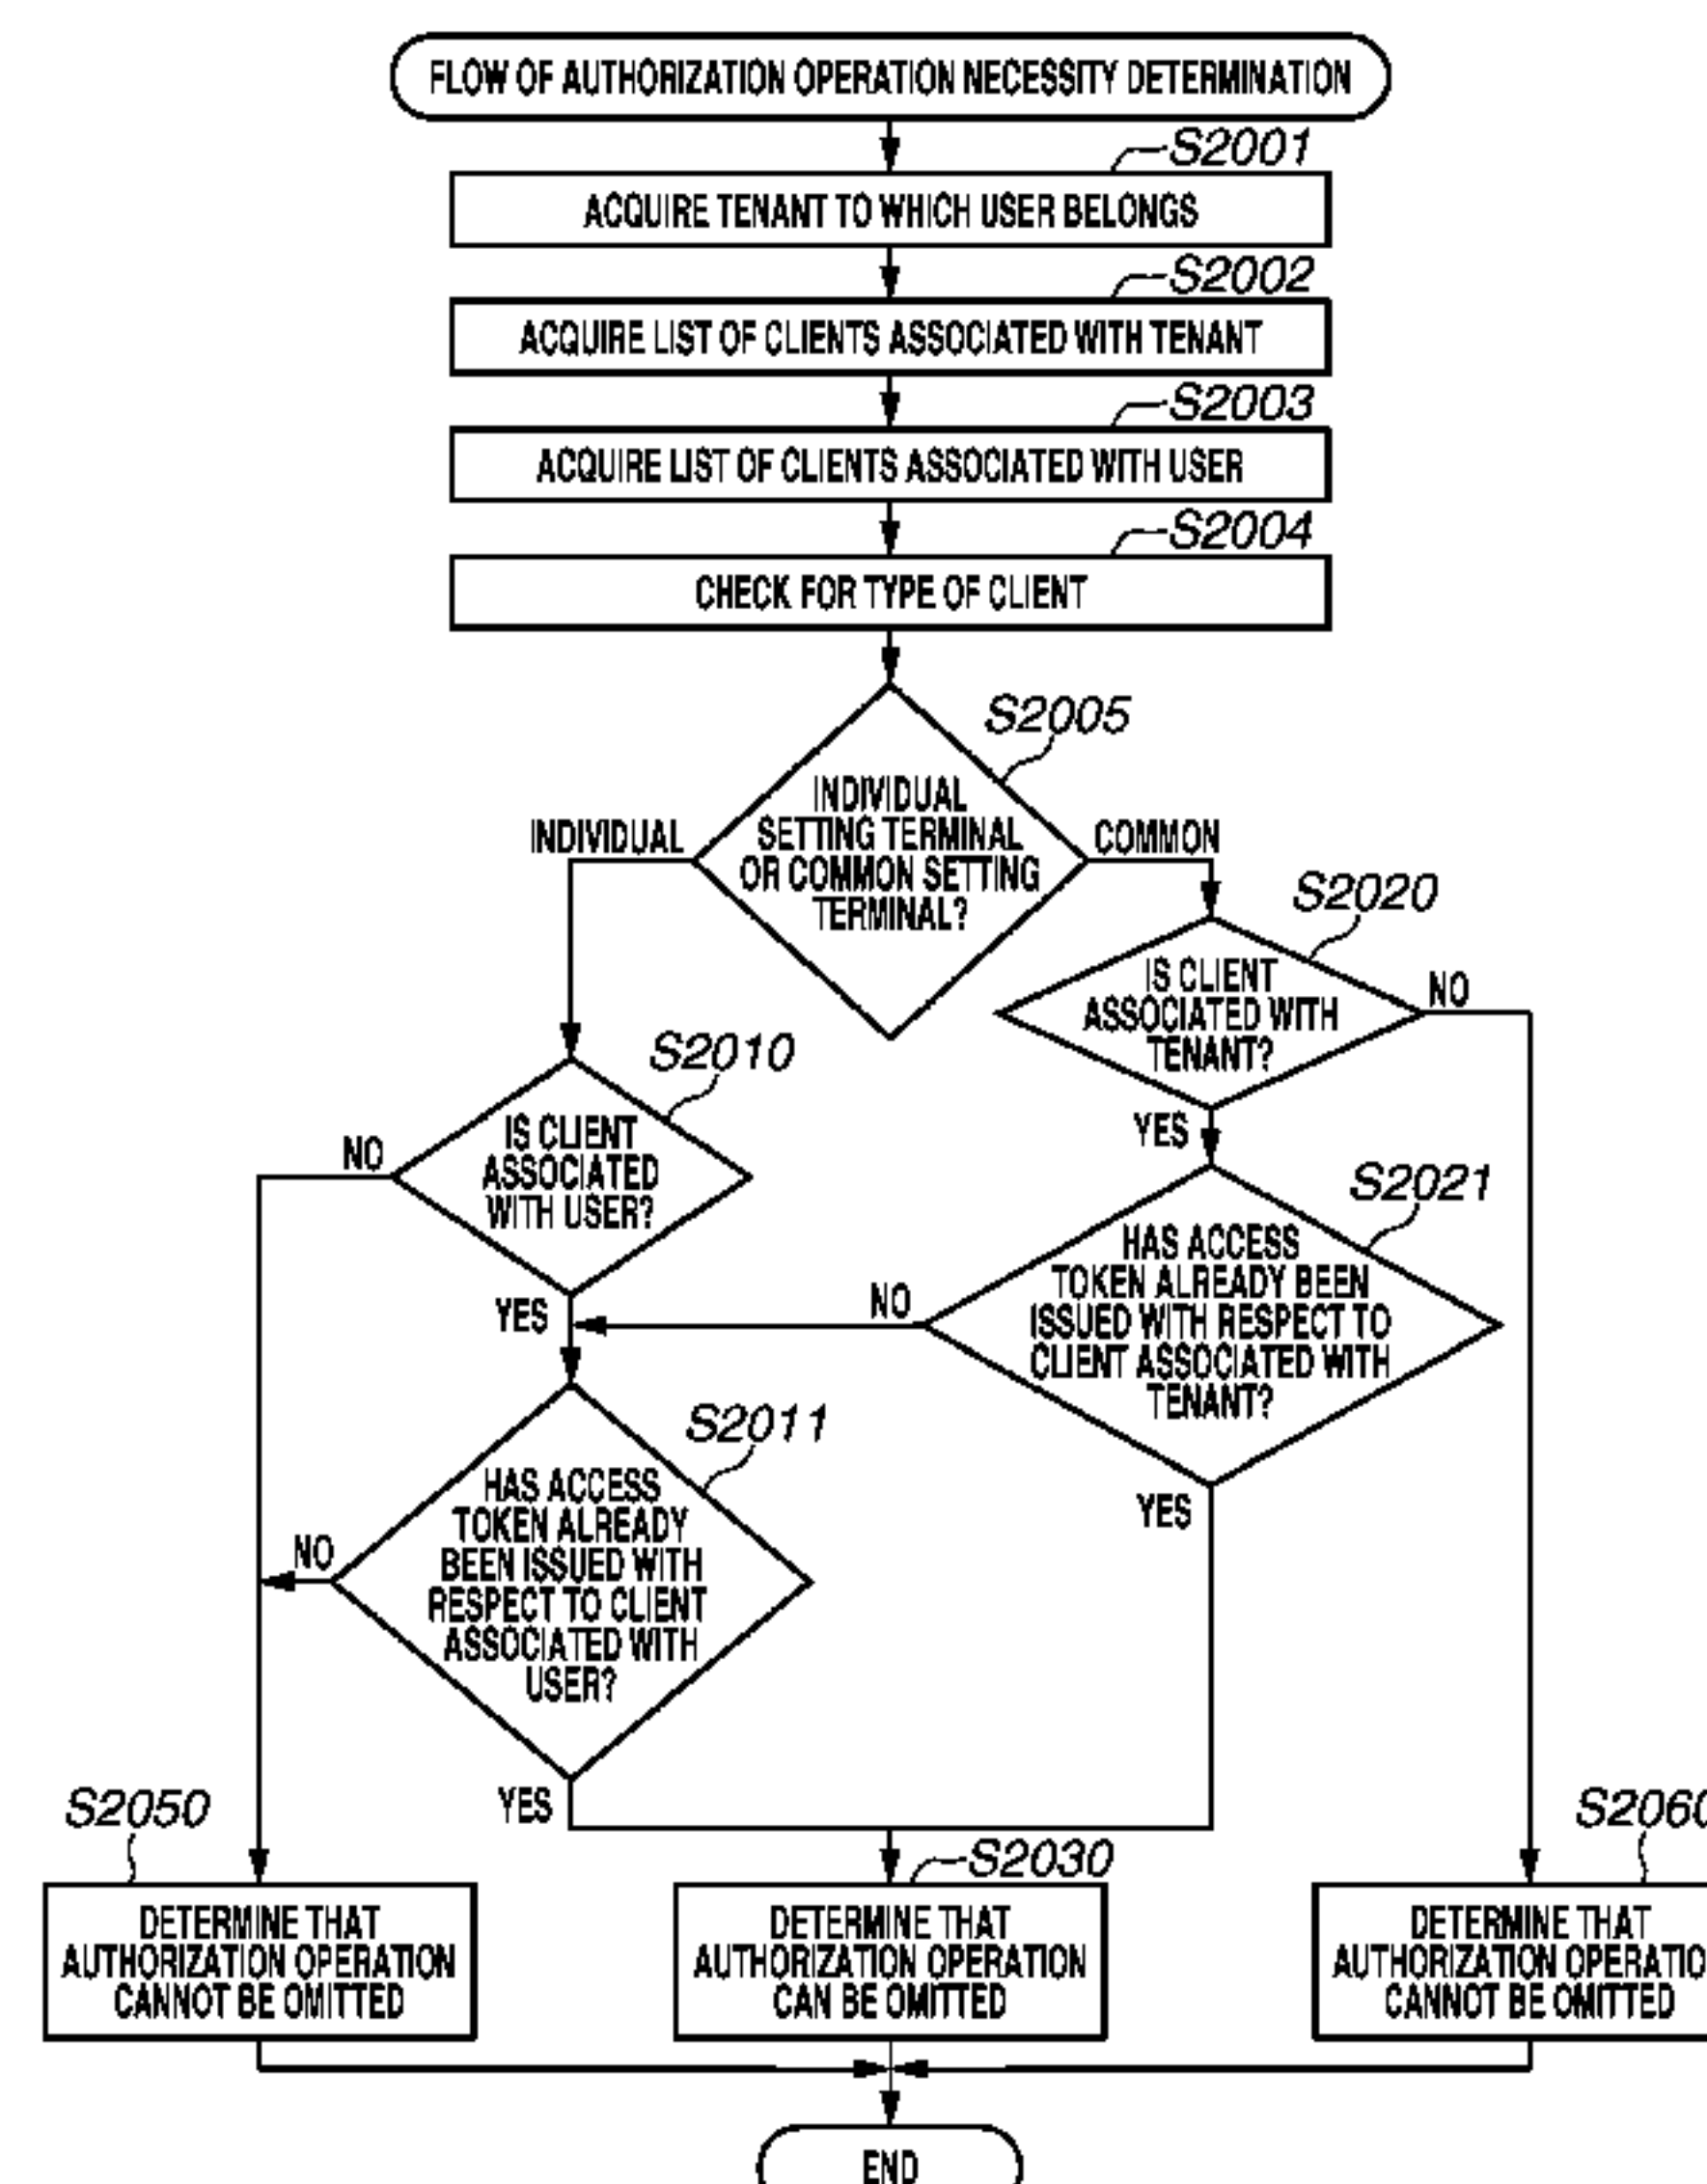 FLOW OF AUTHORIZATION OPERATION NECESSITY DETERMINATION
S2001
ACQUIRE TENANT TO WHICH USER BELONGS
S2002
ACQUIRE LIST OF CLIENTS ASSOCIATED WITH TENANT
S2003
ACQUIRE LIST OF CLIENTS ASSOCIATED WITH USER
S2004
CHECK FOR TYPE OF CLIENT
S2005
INDIVIDUAL
SETTING TERMINAL
OR COMMON SETTING
TERMINAL?
INDIVIDUAL
COMMON
S2020
IS CLIENT
ASSOCIATED WITH
TENANT?
NO
YES
S2010
IS CLIENT
ASSOCIATED
WITH USER?
NO
YES
S2021
HAS ACCESS
TOKEN ALREADY BEEN
ISSUED WITH RESPECT TO
CLIENT ASSOCIATED WITH
TENANT?
NO
YES
S2011
HAS ACCESS
TOKEN ALREADY
BEEN ISSUED WITH
RESPECT TO CLIENT
ASSOCIATED WITH
USER?
NO
YES
S2050
DETERMINE THAT
AUTHORIZATION OPERATION
CANNOT BE OMITTED
S2030
DETERMINE THAT
AUTHORIZATION OPERATION
CAN BE OMITTED
S2060
DETERMINE THAT
AUTHORIZATION OPERATIO
CANNOT BE OMITTED
END